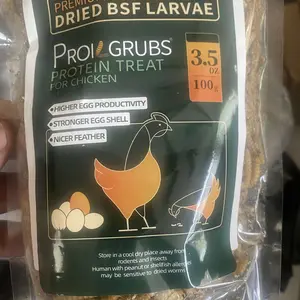 PREMIUM
DRIED BSF LARVAE
PRO GRUBS
PROTEIN TREAT
FOR CHICKEN
3.5
OZ
100g
HIGHER EGG PRODUCTIVITY
STRONGER EGG SHELL
NICER FEATHER
Store in a cool dry place away from
rodents and insects
Human with peanut or shellfish allergies
may be sensitive to dried worms